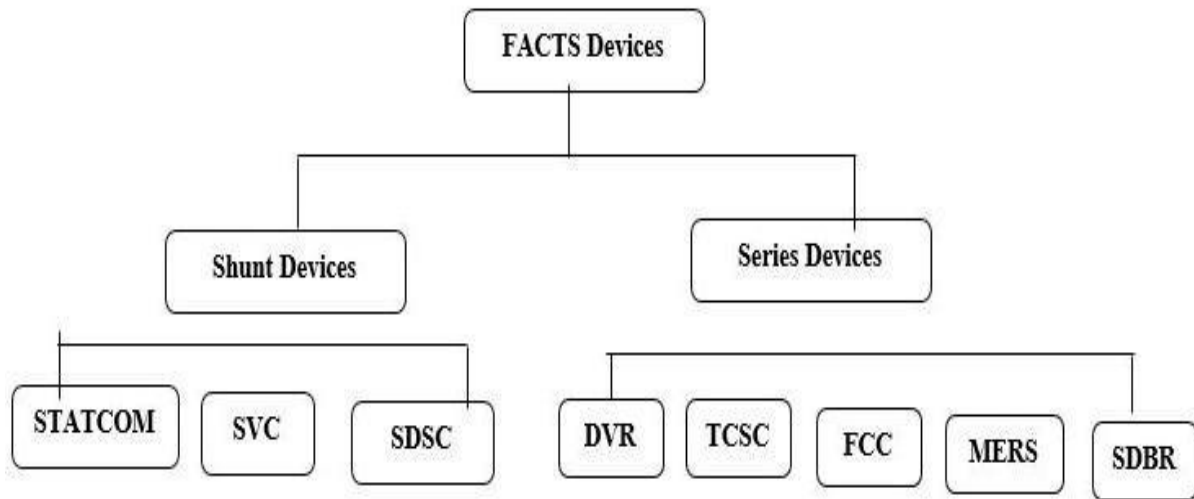 FACTS Devices
Shunt Devices
Series Devices
STATCOM
SVC
SDSC
DVR
TCSC
FCC
MERS
SDBR